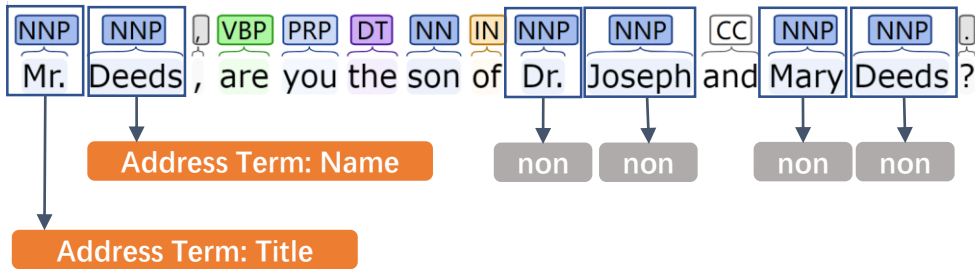 NNP NNP , VBP PRP DT NN IN NNP NNP CC NNP NNP .
Mr. Deeds , are you the son of Dr. Joseph and Mary Deeds ?
Address Term: Name non non non non
Address Term: Title